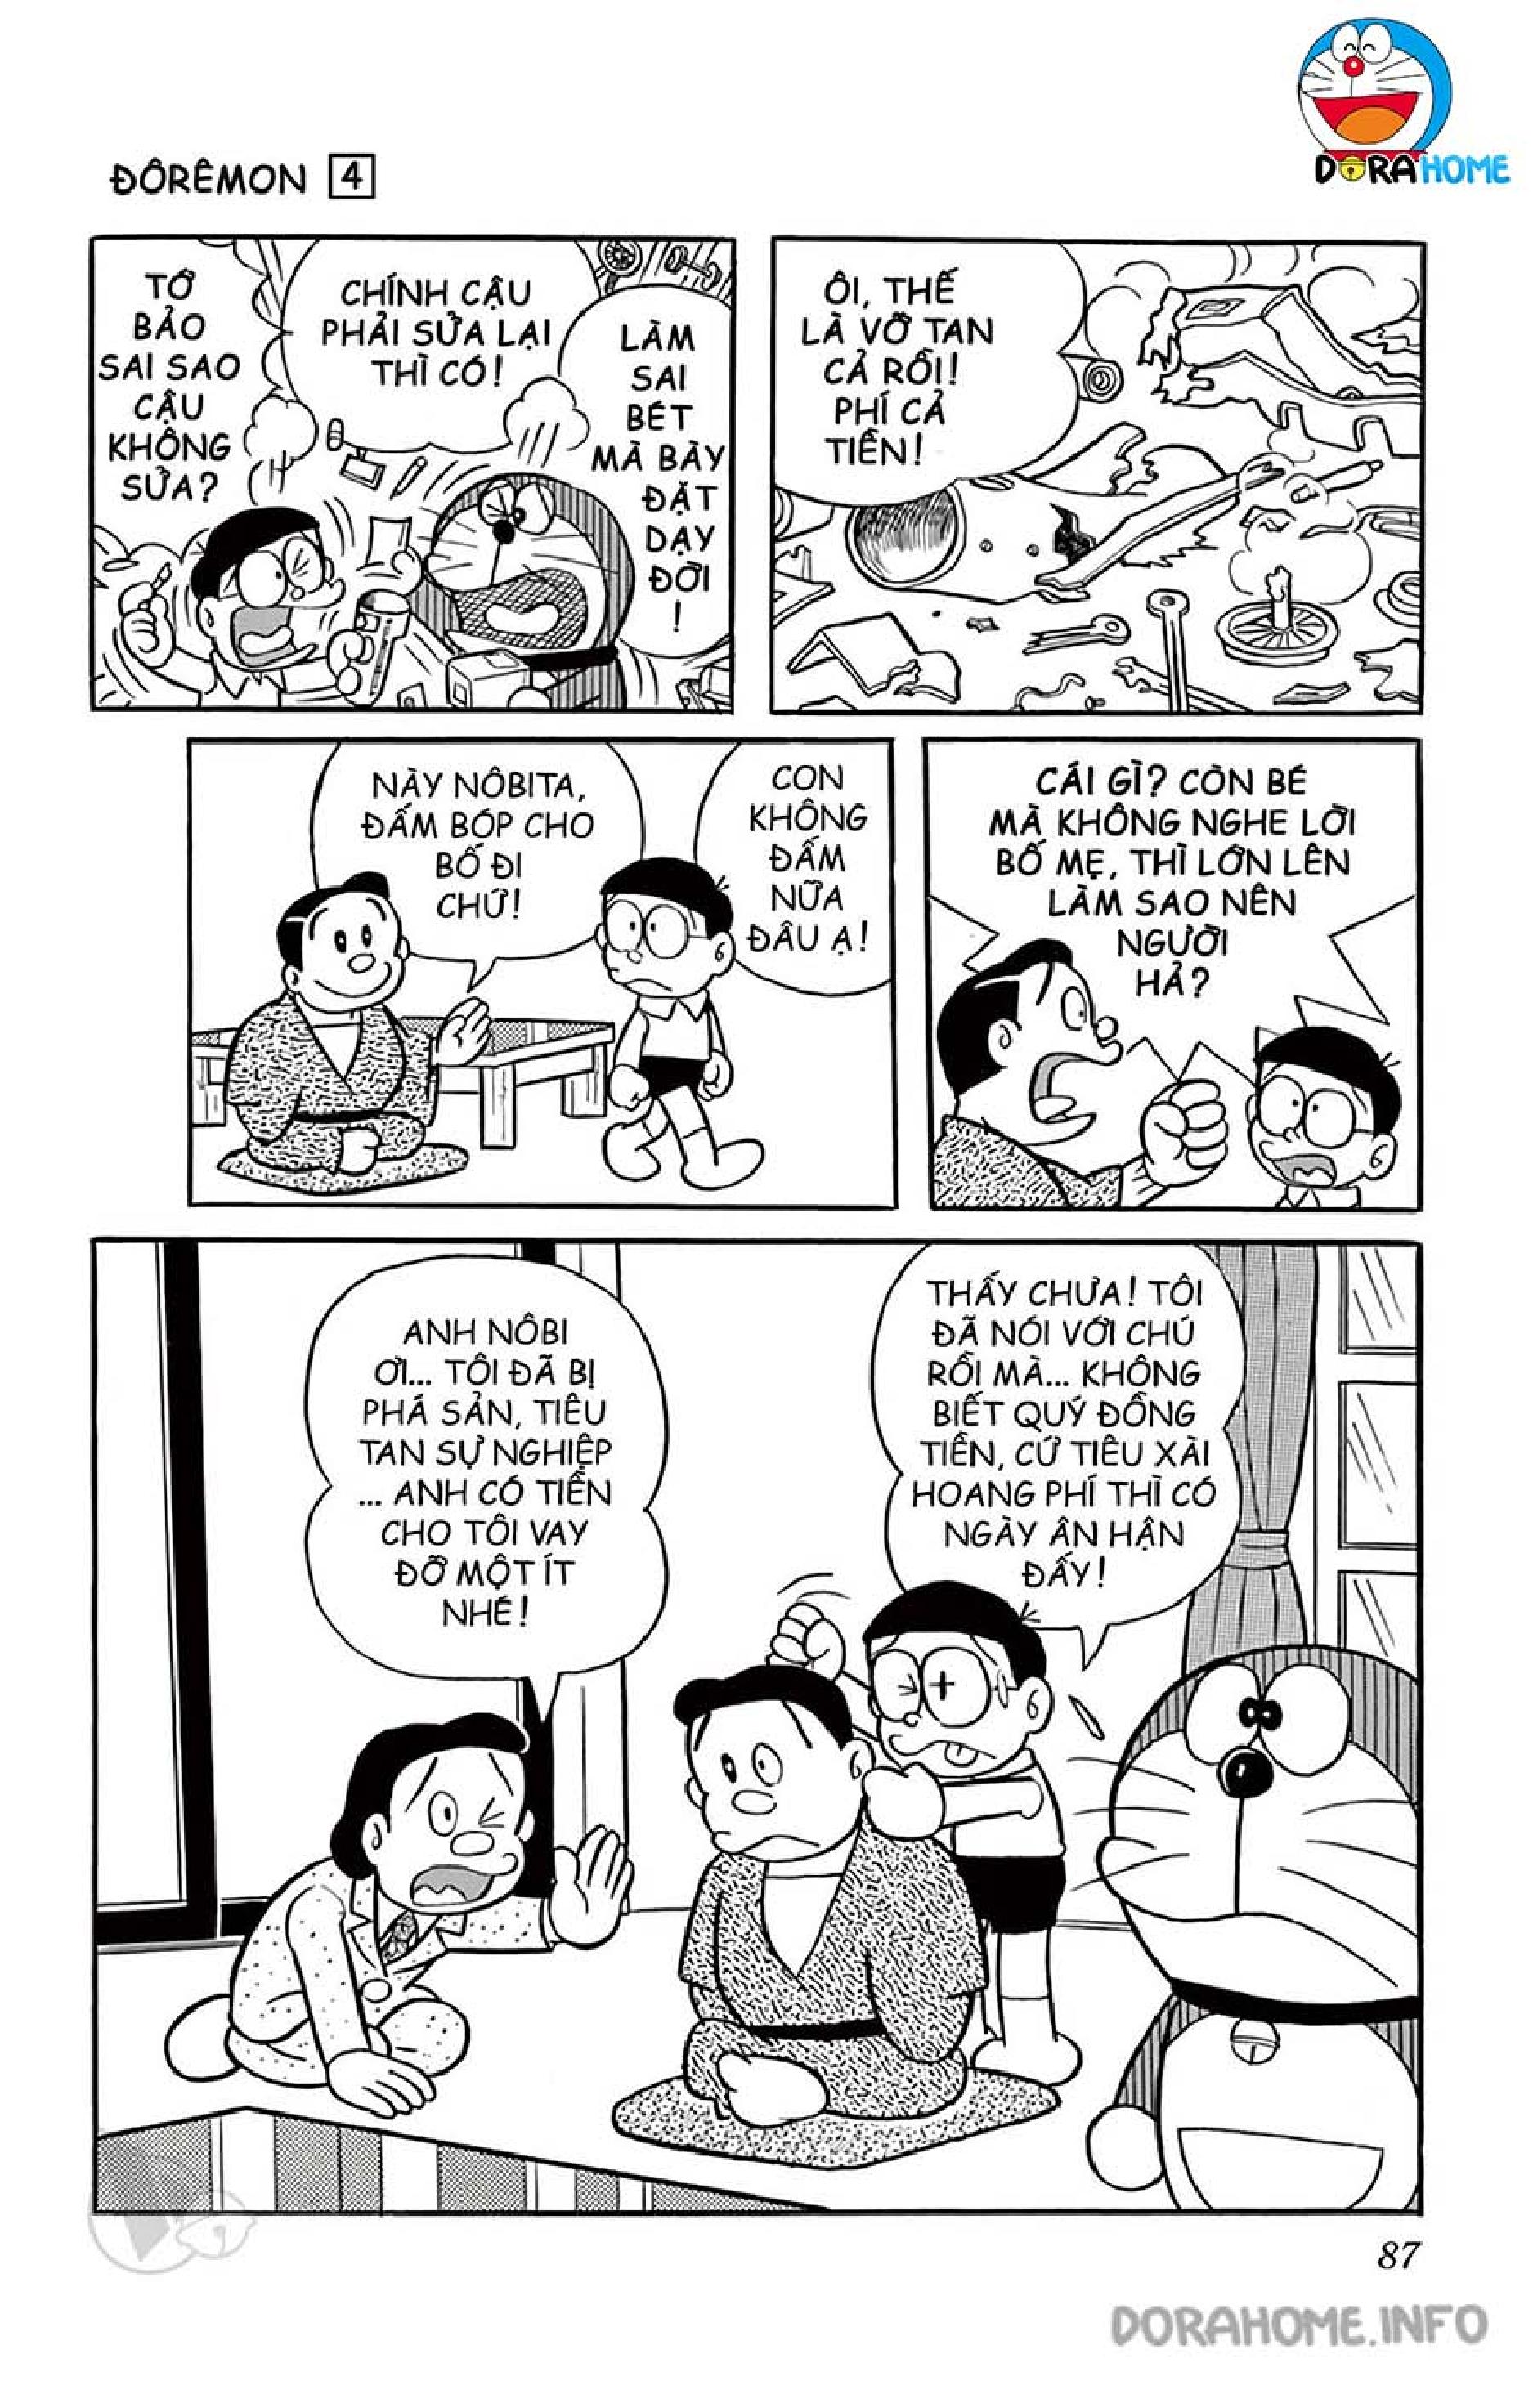 DORAHOME
ĐÔRÊMON 4
TỚ
BẢO
SAI SAO
CẬU
KHÔNG
SỬA?
CHÍNH CẬU
PHẢI SỬA LẠI
THÌ CÓ!
LÀM
SAI
BÉT
MÀ BÀY
ĐẶT
DẠY
ĐỜI
!
ÔI, THẾ
LÀ VỠ TAN
CẢ RỒI!
PHÍ CẢ
TIỀN!
NÀY NÔBITA,
ĐẤM BÓP CHO
BỐ ĐI
CHỨ!
CON
KHÔNG
ĐẤM
NỮA
ĐÂU Ạ!
CÁI GÌ? CÒN BÉ
MÀ KHÔNG NGHE LỜI
BỐ MẸ, THÌ LỚN LÊN
LÀM SAO NÊN
NGƯỜI
HẢ?
ANH NÔBI
ƠI... TÔI ĐÃ BỊ
PHÁ SẢN, TIÊU
TAN SỰ NGHIỆP
... ANH CÓ TIỀN
CHO TÔI VAY
ĐỠ MỘT ÍT
NHÉ!
THẤY CHƯA! TÔI
ĐÃ NÓI VỚI CHÚ
RỒI MÀ... KHÔNG
BIẾT QUÝ ĐỒNG
TIỀN, CỨ TIÊU XÀI
HOANG PHÍ THÌ CÓ
NGÀY ÂN HẬN
ĐẤY!
87
DORAHOME.INFO